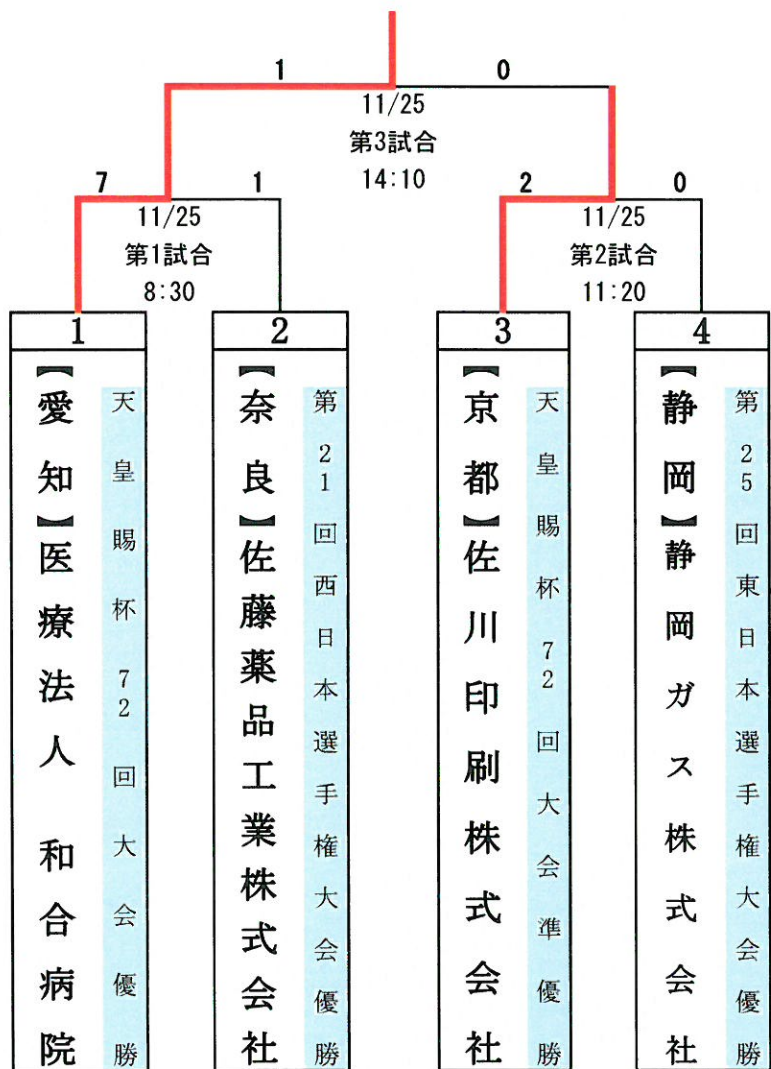 1
0
11/25
第3試合
14:10
7
1
2
0
11/25
第1試合
8:30
11/25
第2試合
11:20
1
2
3
4
【愛知】医療法人 和合病院
天皇賜杯72回大会優勝
【奈良】佐藤薬品工業株式会社
第21回西日本選手権大会優勝
【京都】佐川印刷株式会社
天皇賜杯72回大会準優勝
【静岡】静岡ガス株式会社
第25回東日本選手権大会優勝